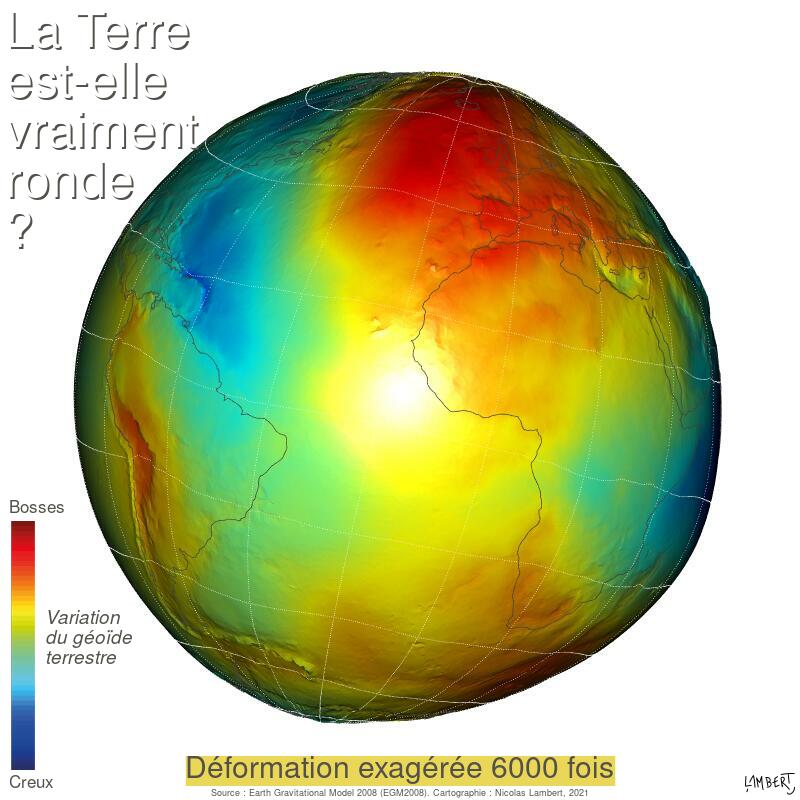 La Terre
est-elle
vraiment
ronde
?
Bosses
Variation
du géoïde
terrestre
Creux
Déformation exagérée 6000 fois
Source : Earth Gravitational Model 2008 (EGM2008). Cartographie : Nicolas Lambert, 2021
LAMBERT